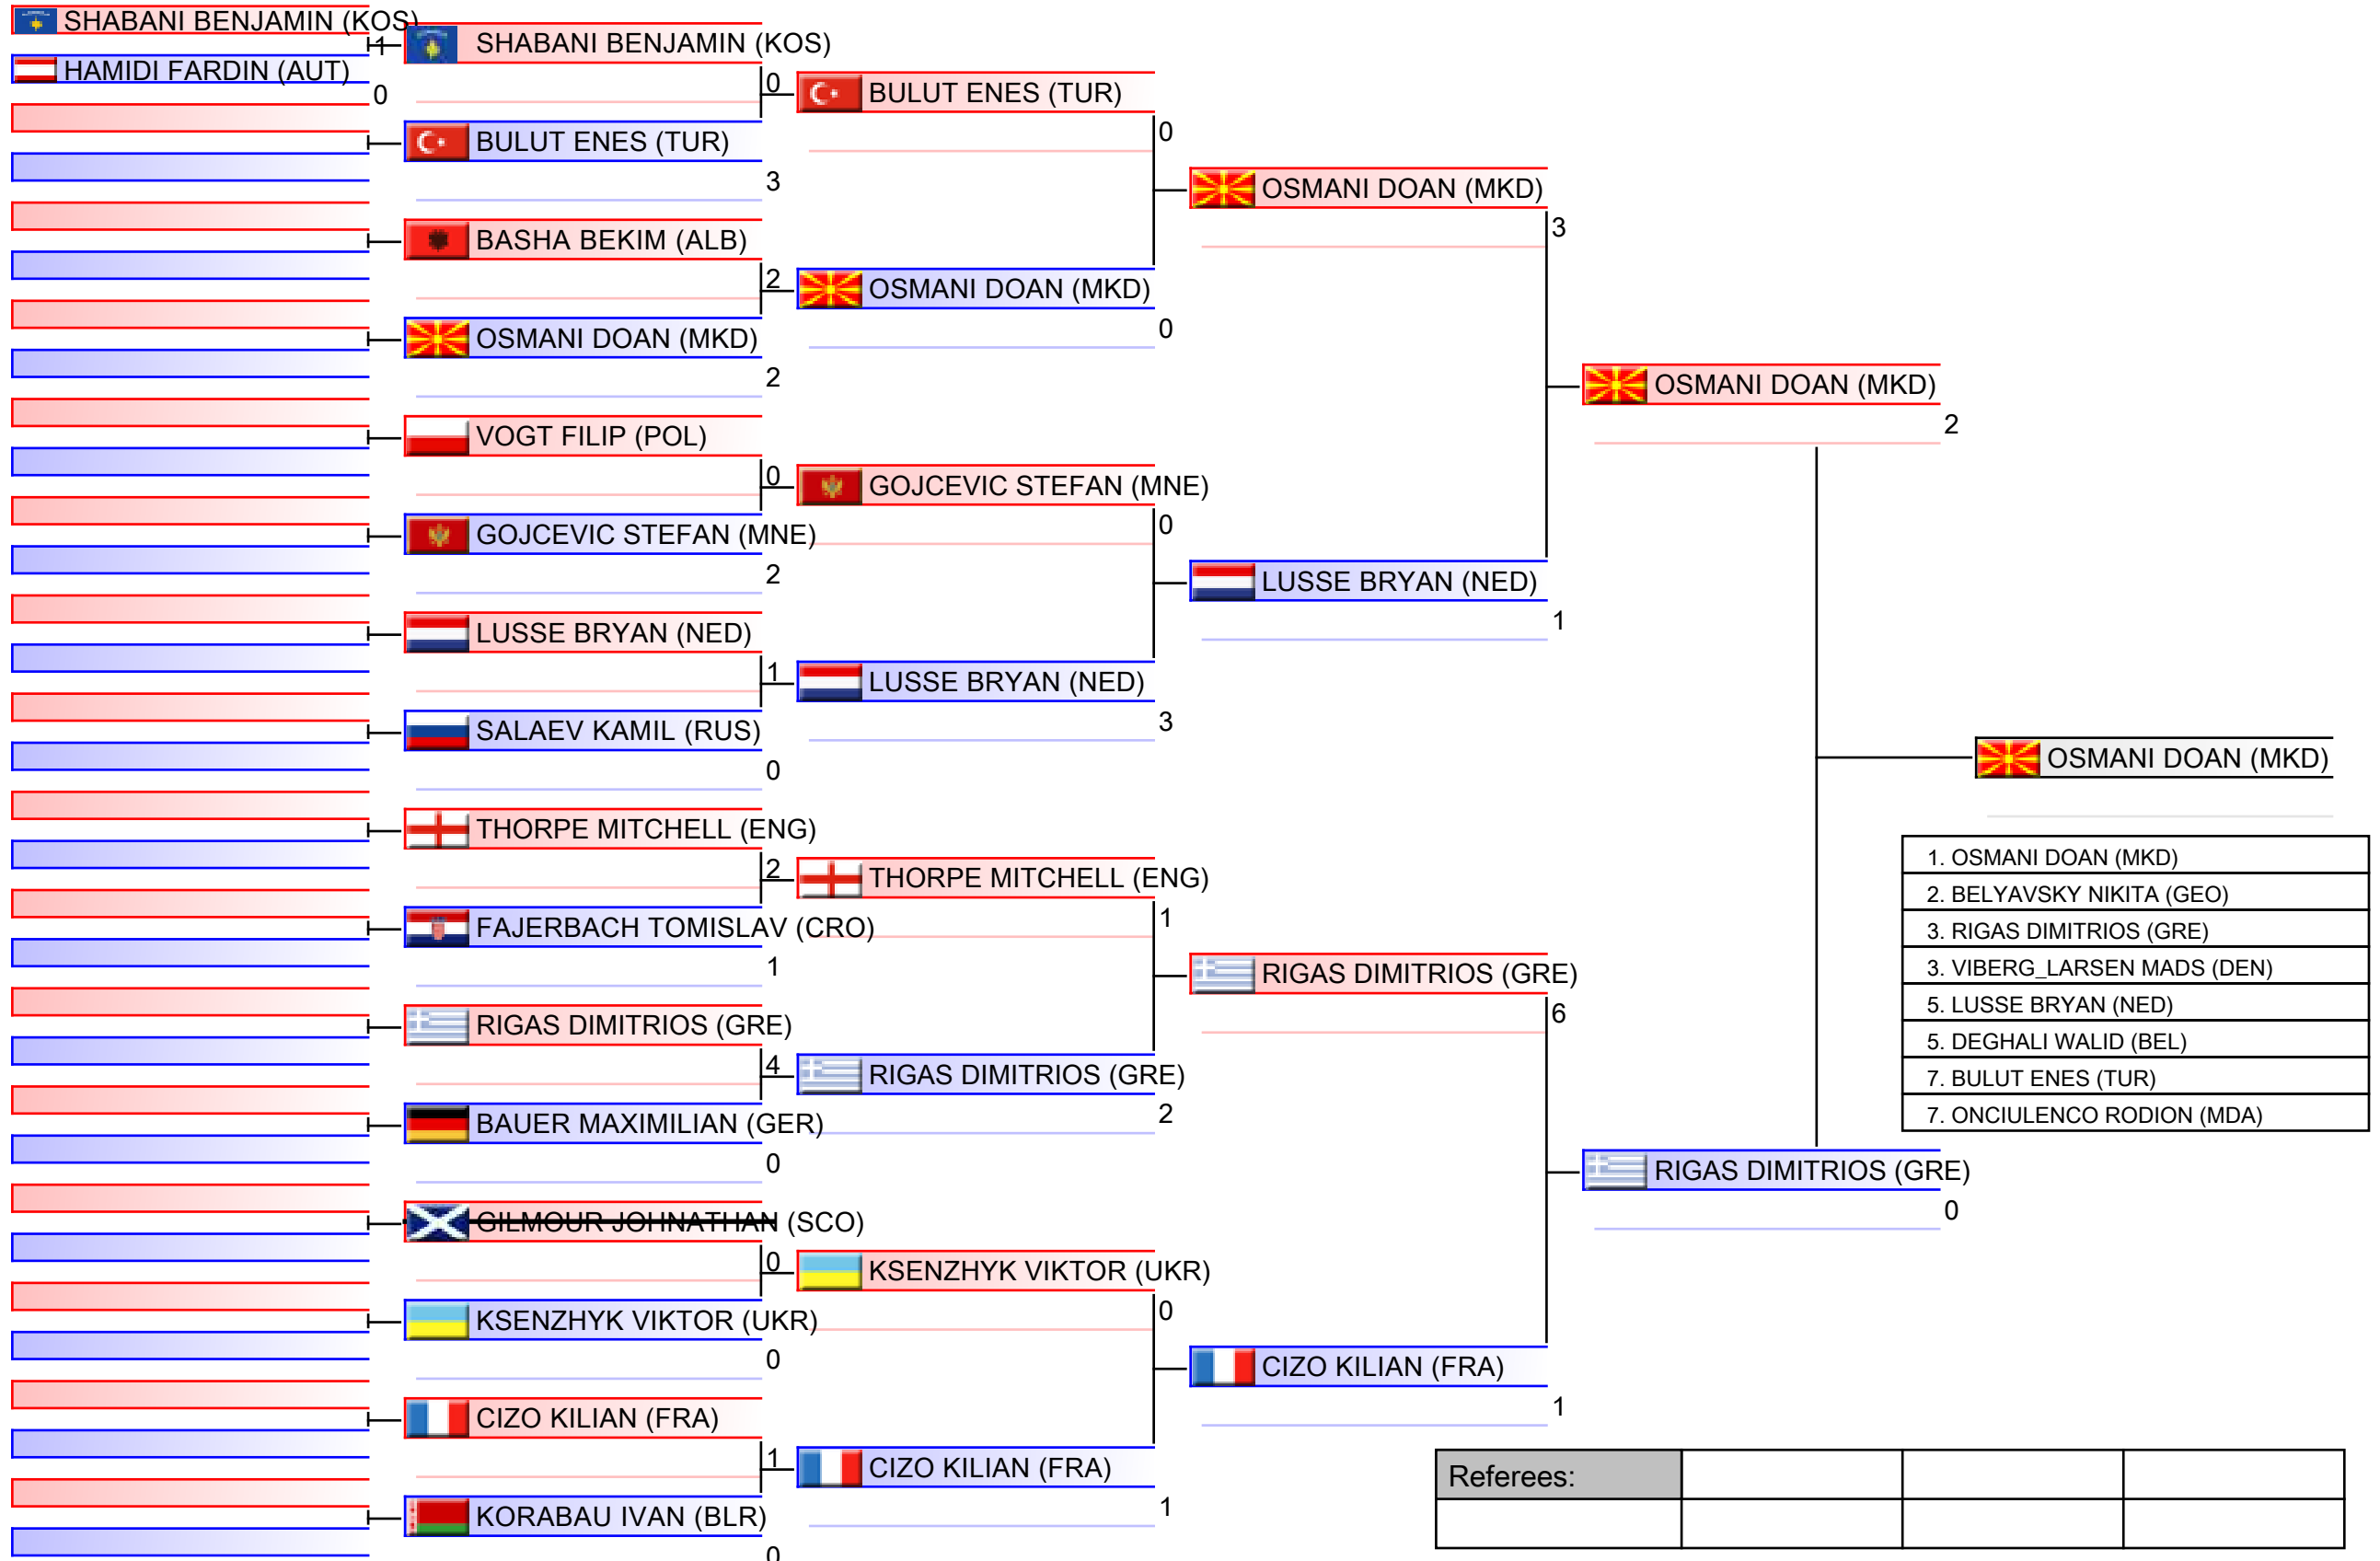 SHABANI BENJAMIN (KOS)
1
HAMIDI FARDIN (AUT)
0
SHABANI BENJAMIN (KOS)
0
BULUT ENES (TUR)
3
BASHA BEKIM (ALB)
2
OSMANI DOAN (MKD)
2
VOGT FILIP (POL)
0
GOJCEVIC STEFAN (MNE)
2
LUSSE BRYAN (NED)
1
SALAEV KAMIL (RUS)
0
THORPE MITCHELL (ENG)
2
FAJERBACH TOMISLAV (CRO)
1
RIGAS DIMITRIOS (GRE)
4
BAUER MAXIMILIAN (GER)
0
GILMOUR JOHNATHAN (SCO)
0
KSENZHYK VIKTOR (UKR)
0
CIZO KILIAN (FRA)
1
KORABAU IVAN (BLR)
0
BULUT ENES (TUR)
0
OSMANI DOAN (MKD)
0
GOJCEVIC STEFAN (MNE)
0
LUSSE BRYAN (NED)
3
THORPE MITCHELL (ENG)
1
RIGAS DIMITRIOS (GRE)
2
KSENZHYK VIKTOR (UKR)
0
CIZO KILIAN (FRA)
1
OSMANI DOAN (MKD)
3
LUSSE BRYAN (NED)
1
RIGAS DIMITRIOS (GRE)
6
CIZO KILIAN (FRA)
1
OSMANI DOAN (MKD)
2
RIGAS DIMITRIOS (GRE)
0
OSMANI DOAN (MKD)
1. OSMANI DOAN (MKD)
2. BELYAVSKY NIKITA (GEO)
3. RIGAS DIMITRIOS (GRE)
3. VIBERG_LARSEN MADS (DEN)
5. LUSSE BRYAN (NED)
5. DEGHALI WALID (BEL)
7. BULUT ENES (TUR)
7. ONCIULENCO RODION (MDA)
Referees: